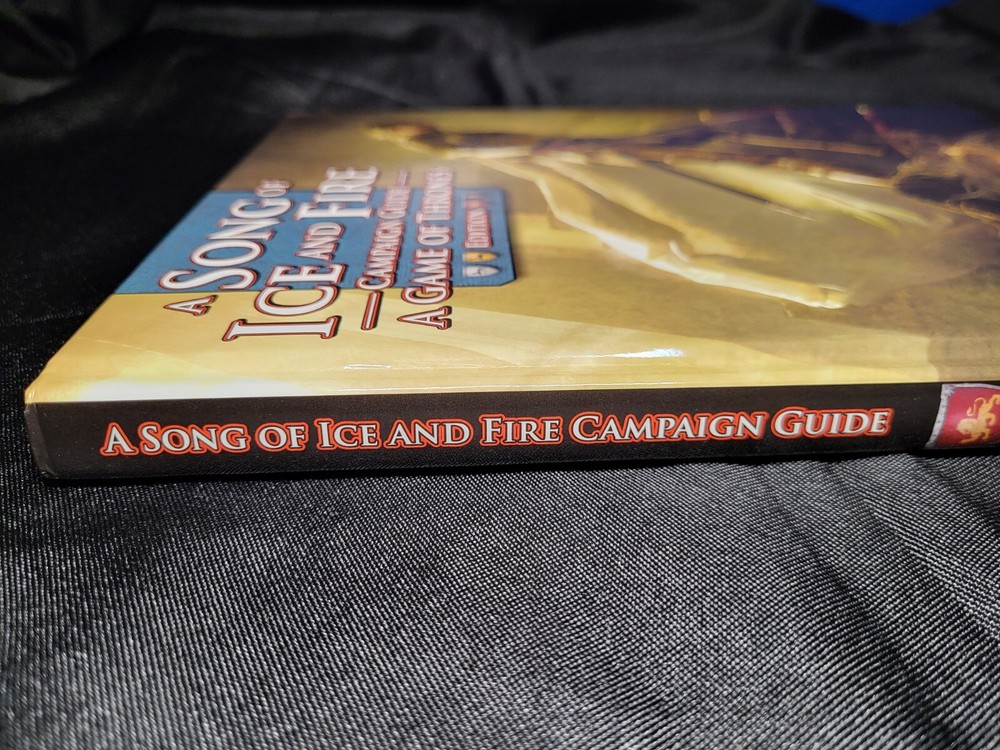 A SONG OF
ICE AND FIRE
CAMPAIGN GUIDE
A GAME OF THRONES
EDITION
A SONG OF ICE AND FIRE CAMPAIGN GUIDE